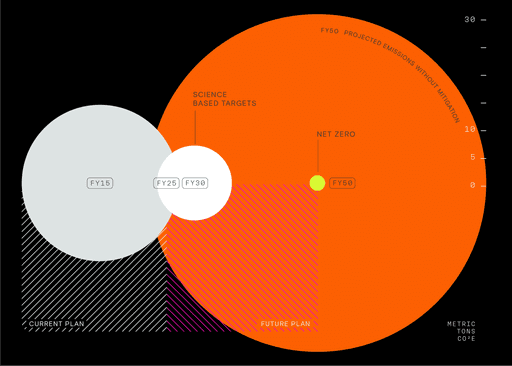 FY50 PROJECTED EMISSIONS WITHOUT MITIGATION
30
SCIENCE
BASED TARGETS
NET ZERO
10
5
0
FY15
FY25
FY30
FY50
CURRENT PLAN
FUTURE PLAN
METRIC
TONS
CO²E